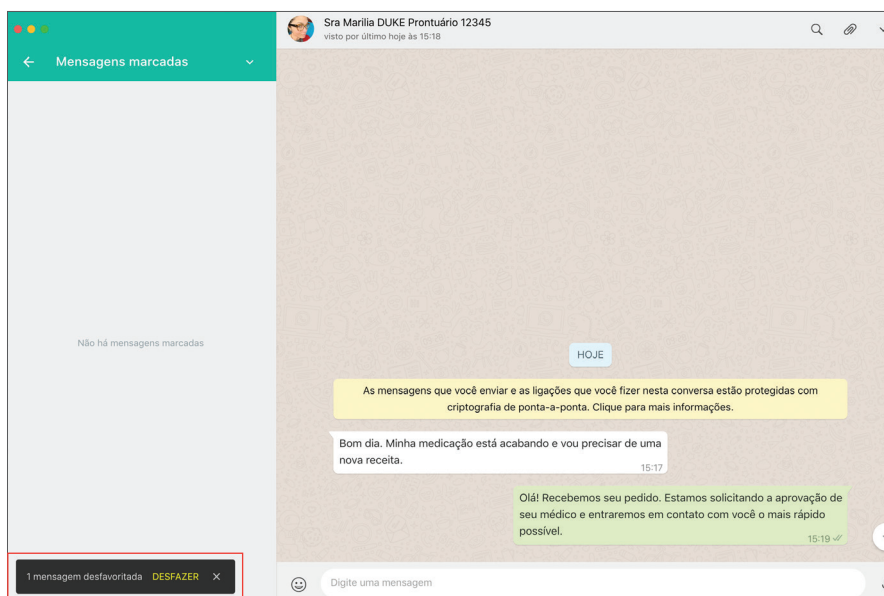 Mensagens marcadas
Não há mensagens marcadas
1 mensagem desfavoritada DESFAZER
Sra Marilia DUKE Prontuário 12345
visto por último hoje às 15:18
HOJE
As mensagens que você enviar e as ligações que você fizer nesta conversa estão protegidas com
criptografia de ponta-a-ponta. Clique para mais informações.
Bom dia. Minha medicação está acabando e vou precisar de uma
nova receita.
15:17
Olá! Recebemos seu pedido. Estamos solicitando a aprovação de
seu médico e entraremos em contato com você o mais rápido
possível.
15:19
Digite uma mensagem